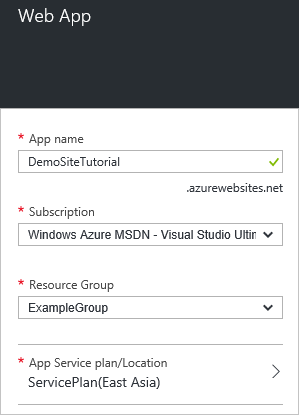 Web App
* App name
DemoSiteTutorial
.azurewebsites.net
* Subscription
Windows Azure MSDN - Visual Studio Ultin
* Resource Group
ExampleGroup
* App Service plan/Location
ServicePlan(East Asia)